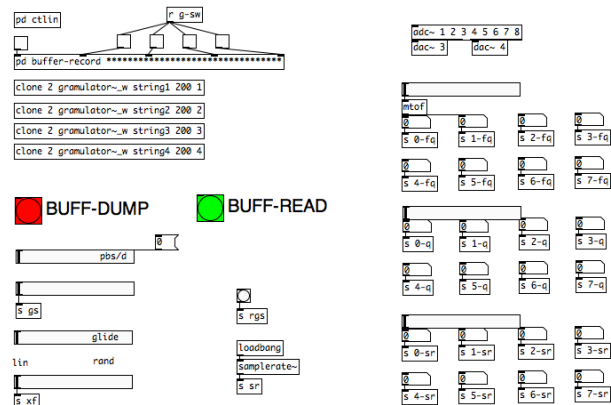 pd ctlin
r g-sw
pd buffer-record ********************************
clone 2 gramulator~_w string1 200 1
clone 2 gramulator~_w string2 200 2
clone 2 gramulator~_w string3 200 3
clone 2 gramulator~_w string4 200 4
BUFF-DUMP
BUFF-READ
0
pbs/d
s gs
glide
lin rand
s xf
s rgs
loadbang
samplerate~
s sr
adc~ 1 2 3 4 5 6 7 8
dac~ 3 dac~ 4
mtof
0 0 0 0
s 0-fq s 1-fq s 2-fq s 3-fq
0 0 0 0
s 4-fq s 5-fq s 6-fq s 7-fq
0 0 0 0
s 0-q s 1-q s 2-q s 3-q
0 0 0 0
s 4-q s 5-q s 6-q s 7-q
0 0 0 0
s 0-sr s 1-sr s 2-sr s 3-sr
0 0 0 0
s 4-sr s 5-sr s 6-sr s 7-sr